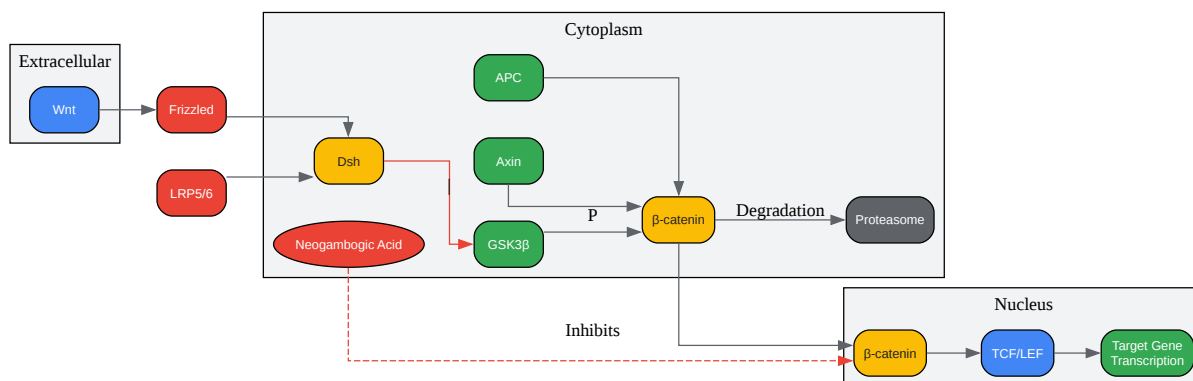 Cytoplasm
Extracellular
APC
Wnt
Frizzled
Dsh
Axin
LRP5/6
P
Degradation
β-catenin
Proteasome
Neogambogic Acid
GSK3β
Nucleus
Inhibits
β-catenin
TCF/LEF
Target Gene
Transcription